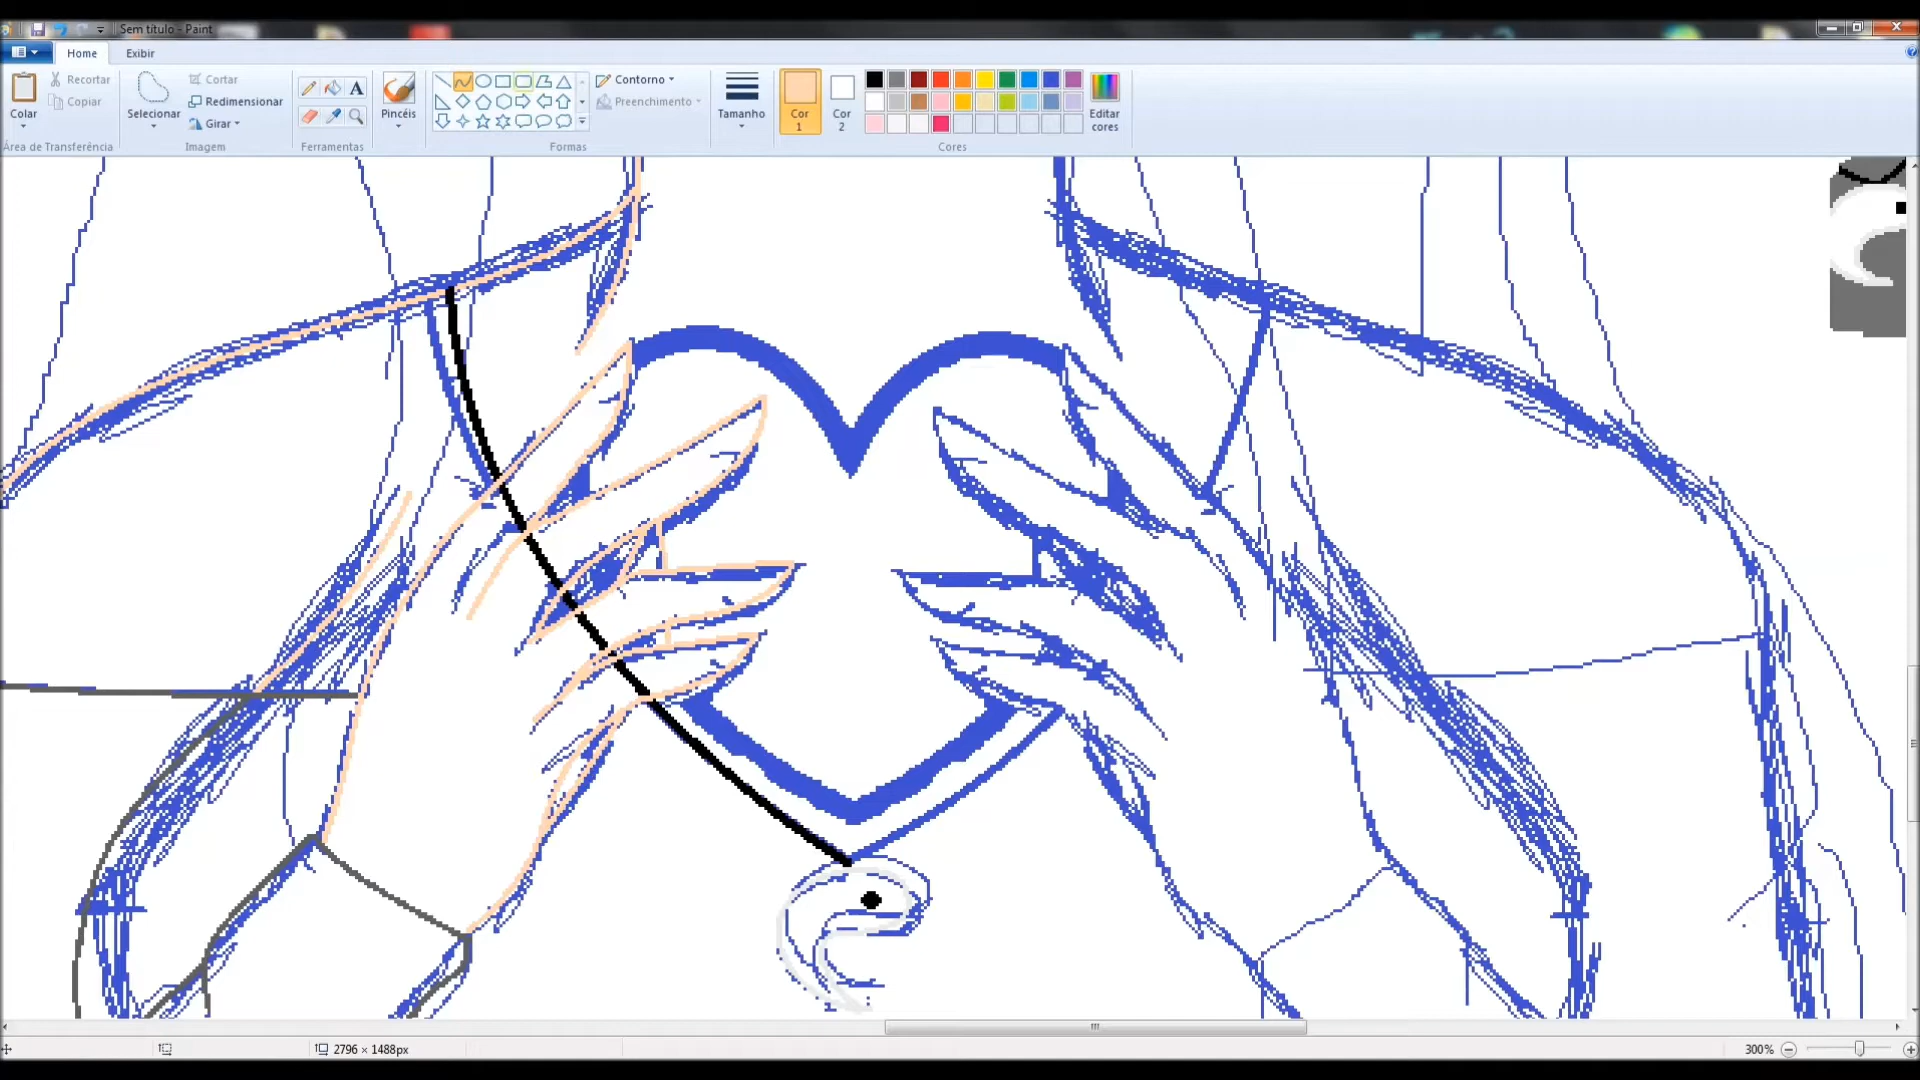 Sem título - Paint
Home Exibir
Colar
Recortar
Copiar
Área de Transferência
Selecionar
Cortar
Redimensionar
Girar
Imagem
A
Ferramentas
Pincéis
Formas
Contorno
Preenchimento
Tamanho
Cor
1
Cor
2
Editar
cores
Cores
2796 × 1488px
300%